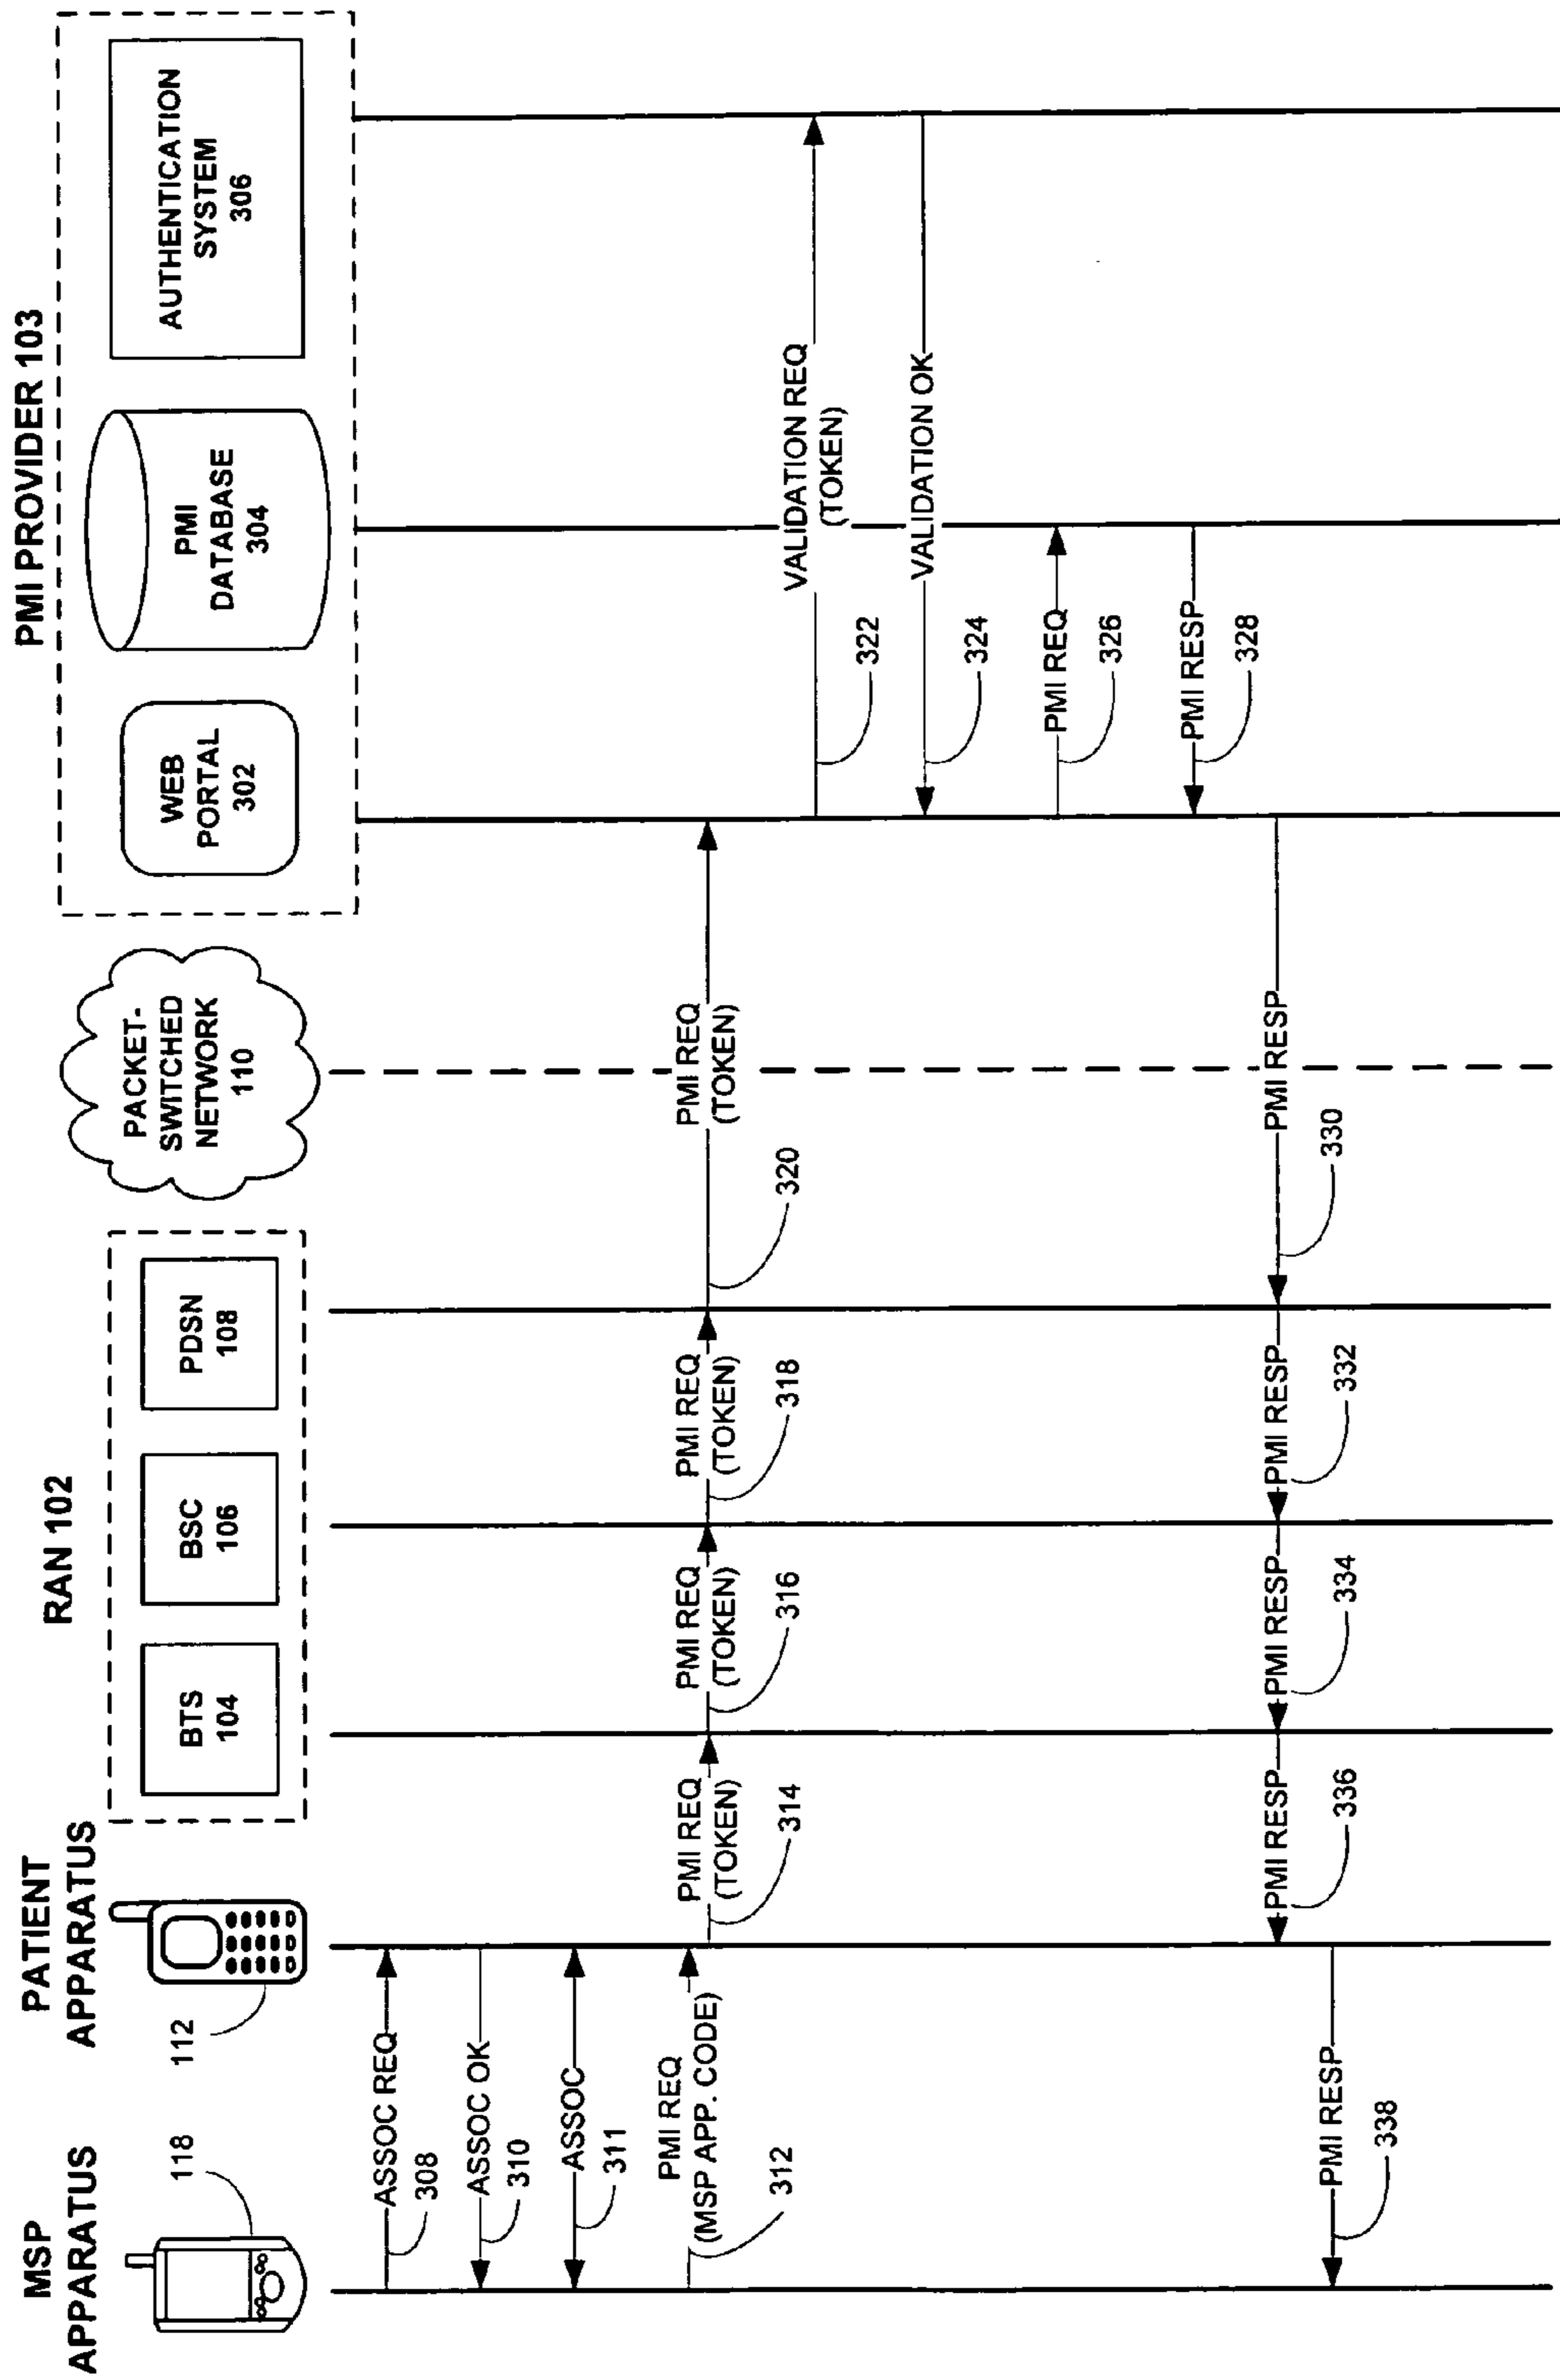 MSP
APPARATUS
118
PATIENT
APPARATUS
112
RAN 102
BTS
104
BSC
106
PDSN
108
PACKET-
SWITCHED
NETWORK
110
PMI PROVIDER 103
WEB
PORTAL
302
PMI
DATABASE
304
AUTHENTICATION
SYSTEM
306
ASSOC REQ
308
ASSOC OK
310
ASSOC
311
PMI REQ
(MSP APP. CODE)
312
PMI REQ
(TOKEN)
314
PMI REQ
(TOKEN)
316
PMI REQ
(TOKEN)
318
PMI REQ
(TOKEN)
320
VALIDATION REQ
(TOKEN)
322
VALIDATION OK
324
PMI REQ
326
PMI RESP
328
PMI RESP
330
PMI RESP
332
PMI RESP
334
PMI RESP
336
PMI RESP
338